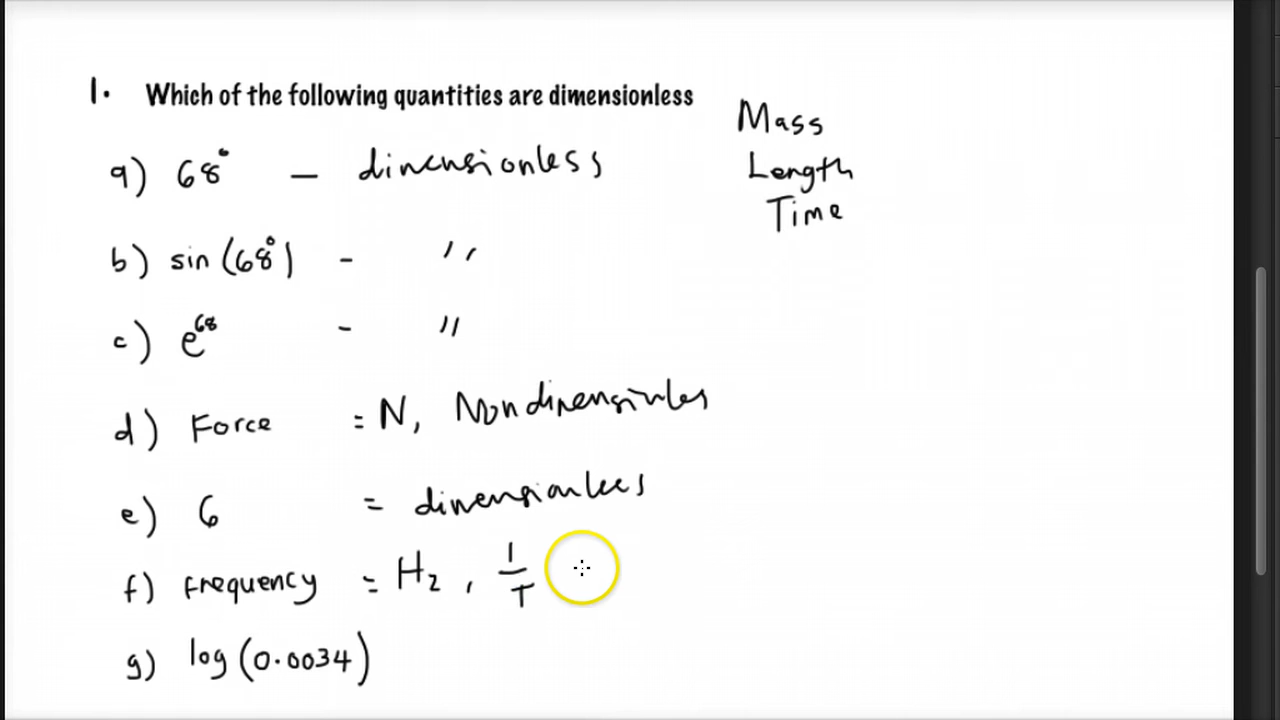 1. Which of the following quantities are dimensionless
Mass
Length
Time
a) 68° - dimensionless
b) sin(68°) - "
c) e^68 - "
d) Force = N, Nondimensionles
e) 6 = dimensionless
f) frequency = Hz, 1/T
g) log(0.0034)